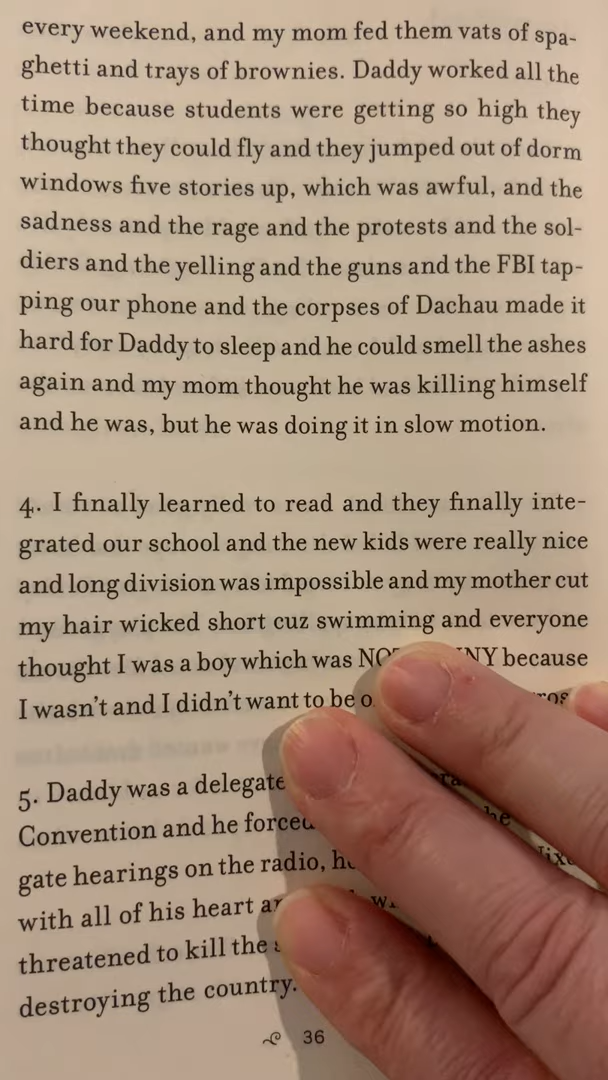 every weekend, and my mom fed them vats of spa-
ghetti and trays of brownies. Daddy worked all the
time because students were getting so high they
thought they could fly and they jumped out of dorm
windows five stories up, which was awful, and the
sadness and the rage and the protests and the sol-
diers and the yelling and the guns and the FBI tap-
ping our phone and the corpses of Dachau made it
hard for Daddy to sleep and he could smell the ashes
again and my mom thought he was killing himself
and he was, but he was doing it in slow motion.
4. I finally learned to read and they finally inte-
grated our school and the new kids were really nice
and long division was impossible and my mother cut
my hair wicked short cuz swimming and everyone
thought I was a boy which was because
I wasn't and I didn't want to be
5. Daddy was a delegate
Convention and he forced
gate hearings on the radio,
with all of his heart
threatened to kill the
destroying the country.
36